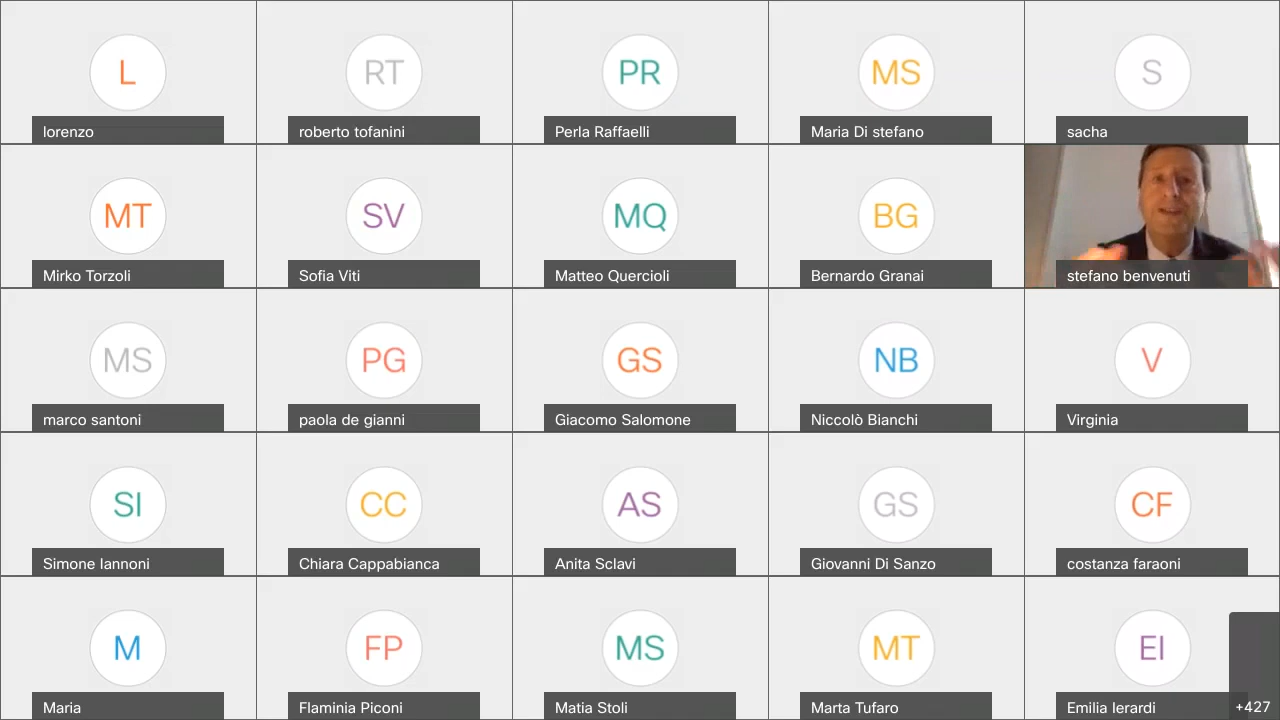 L
lorenzo
RT
roberto tofanini
PR
Perla Raffaelli
MS
Maria Di stefano
S
sacha
MT
Mirko Torzoli
SV
Sofia Viti
MQ
Matteo Quercioli
BG
Bernardo Granai
stefano benvenuti
MS
marco santoni
PG
paola de gianni
GS
Giacomo Salomone
NB
Niccolò Bianchi
V
Virginia
SI
Simone Iannoni
CC
Chiara Cappabianca
AS
Anita Sclavi
GS
Giovanni Di Sanzo
CF
costanza faraoni
M
Maria
FP
Flaminia Piconi
MS
Matia Stoli
MT
Marta Tufaro
EI
Emilia Ierardi
+427